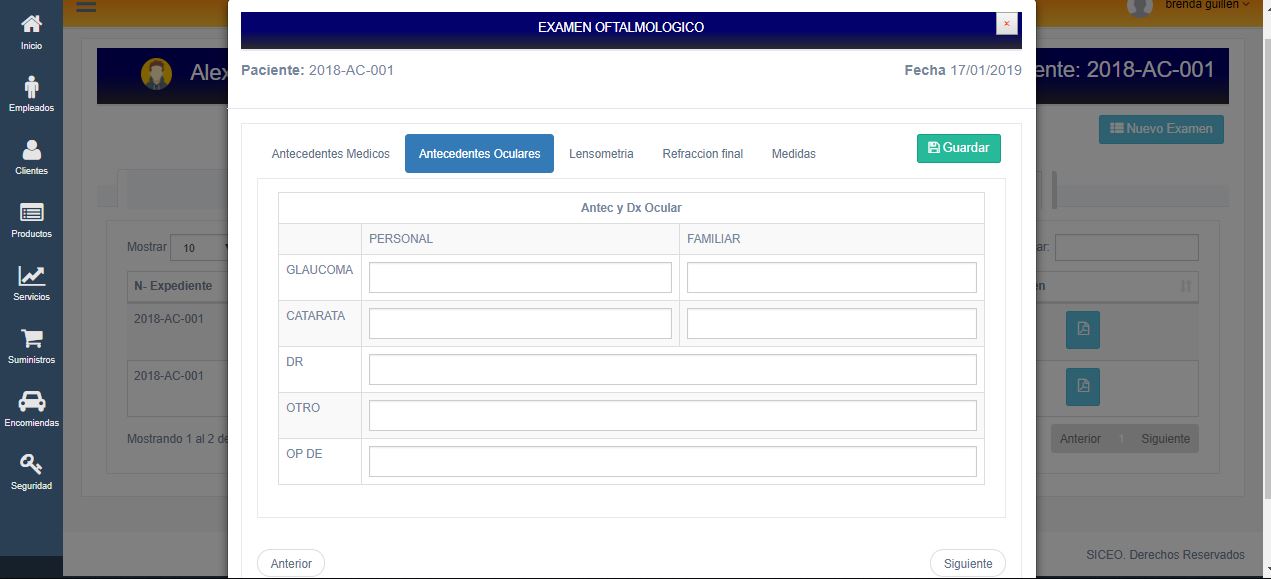 Inicio
Empleados
Clientes
Productos
Servicios
Suministros
Encomiendas
Seguridad
brenda guillen
Alex
ente: 2018-AC-001
Nuevo Examen
Mostrar 10
ar:
N- Expediente
en
2018-AC-001
2018-AC-001
Mostrando 1 al 2 de
Anterior 1 Siguiente
SICEO. Derechos Reservados
EXAMEN OFTALMOLOGICO
×
Paciente: 2018-AC-001 Fecha 17/01/2019
Antecedentes Medicos Antecedentes Oculares Lensometria Refraccion final Medidas Guardar
Antec y Dx Ocular
PERSONAL FAMILIAR
GLAUCOMA
CATARATA
DR
OTRO
OP DE
Anterior Siguiente